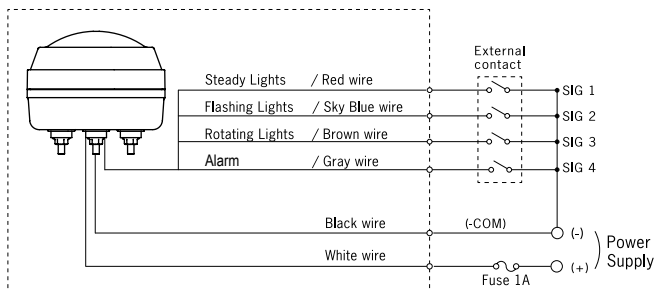 External
contact
Steady Lights / Red wire
SIG 1
Flashing Lights / Sky Blue wire
SIG 2
Rotating Lights / Brown wire
SIG 3
Alarm / Gray wire
SIG 4
Black wire (-COM) (-)
Power
Supply
White wire (+)
Fuse 1A